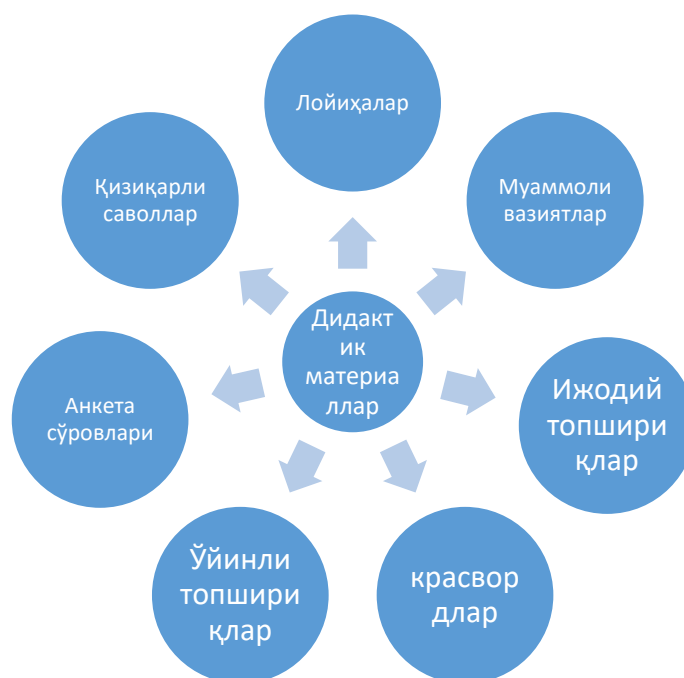 Лойиҳалар
Қизиқарли
саволлар
Муаммоли
вазиятлар
Дидакт
ик
материа
ллар
Анкета
сўровлари
Ижодий
топшири
қлар
Ўйинли
топшири
қлар
красвор
длар